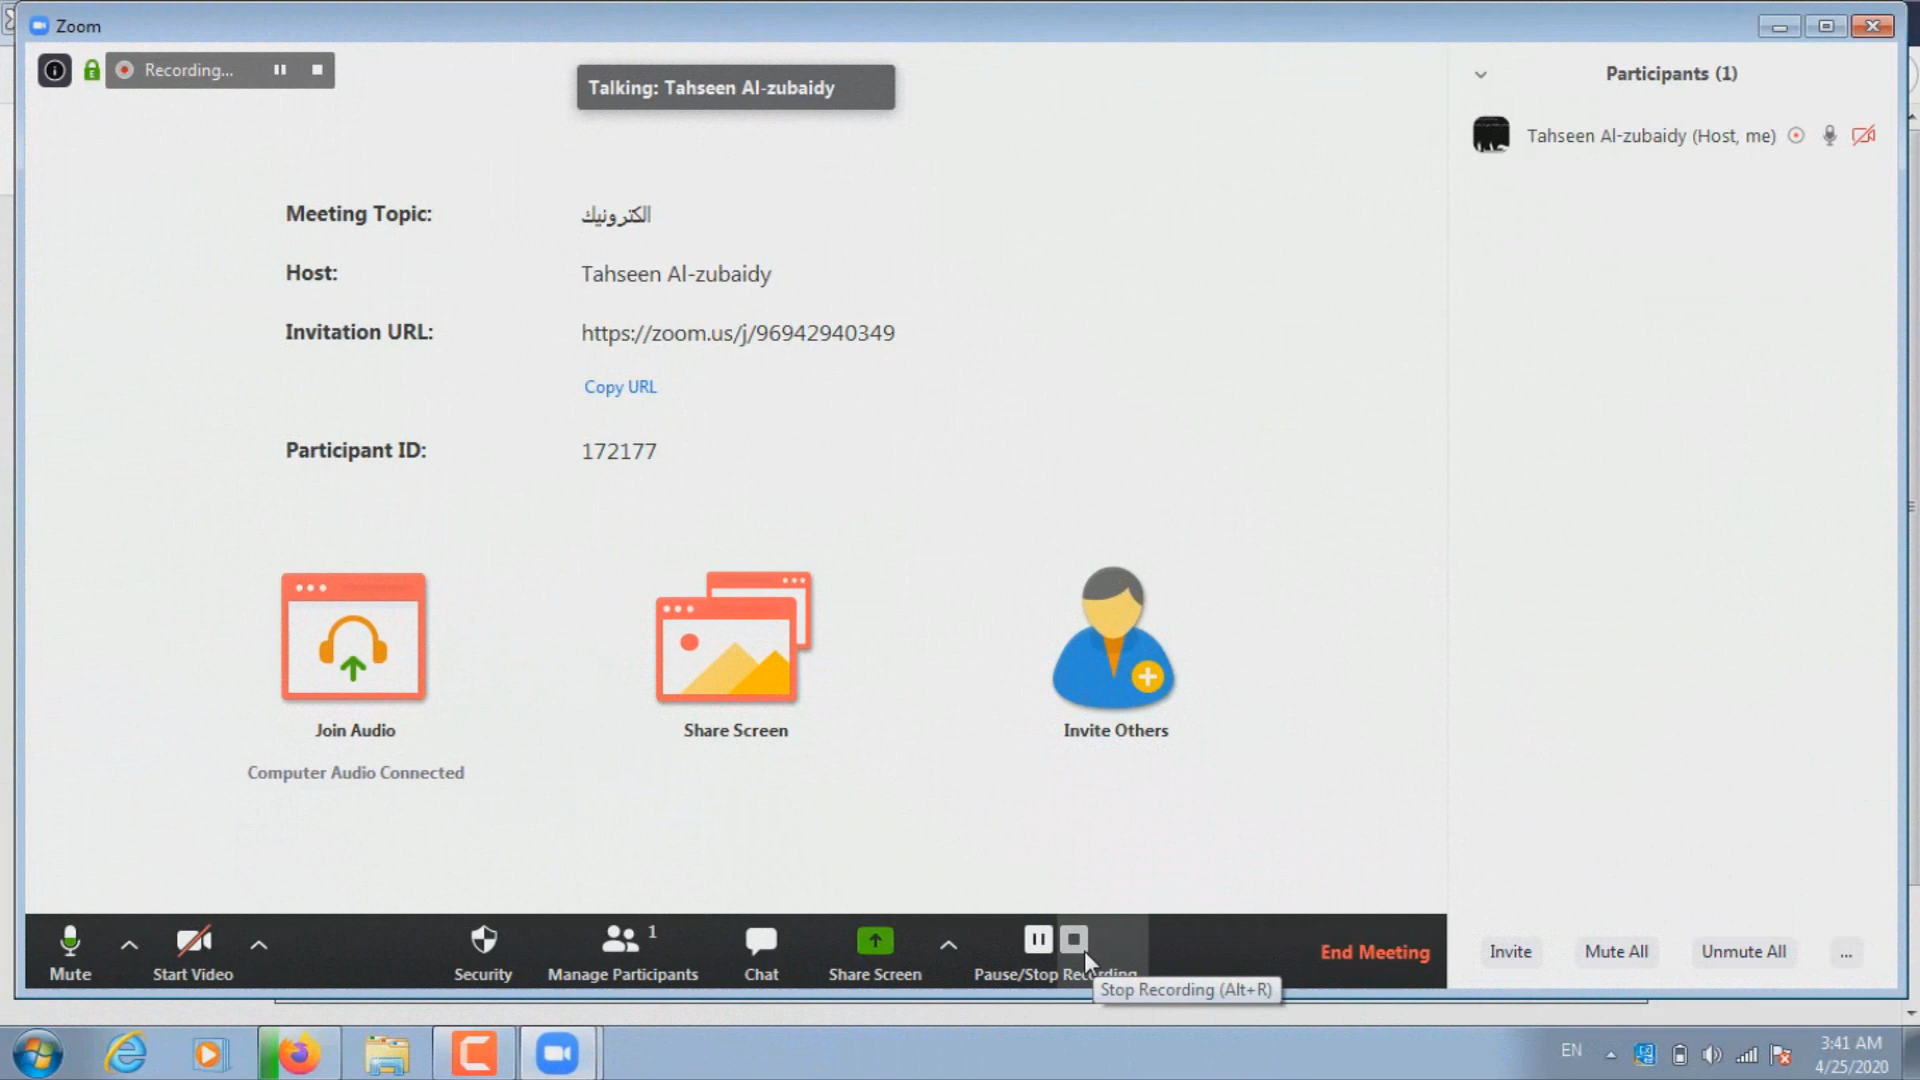 Zoom
Recording...
Talking: Tahseen Al-zubaidy
Participants (1)
Tahseen Al-zubaidy (Host, me)
Meeting Topic: الكترونيك
Host: Tahseen Al-zubaidy
Invitation URL: https://zoom.us/j/96942940349
Copy URL
Participant ID: 172177
Join Audio
Share Screen
Invite Others
Computer Audio Connected
1
Mute
Start Video
Security
Manage Participants
Chat
Share Screen
Pause/Stop Recording
End Meeting
Invite
Mute All
Unmute All
...
Stop Recording (Alt+R)
EN
3:41 AM
4/25/2020